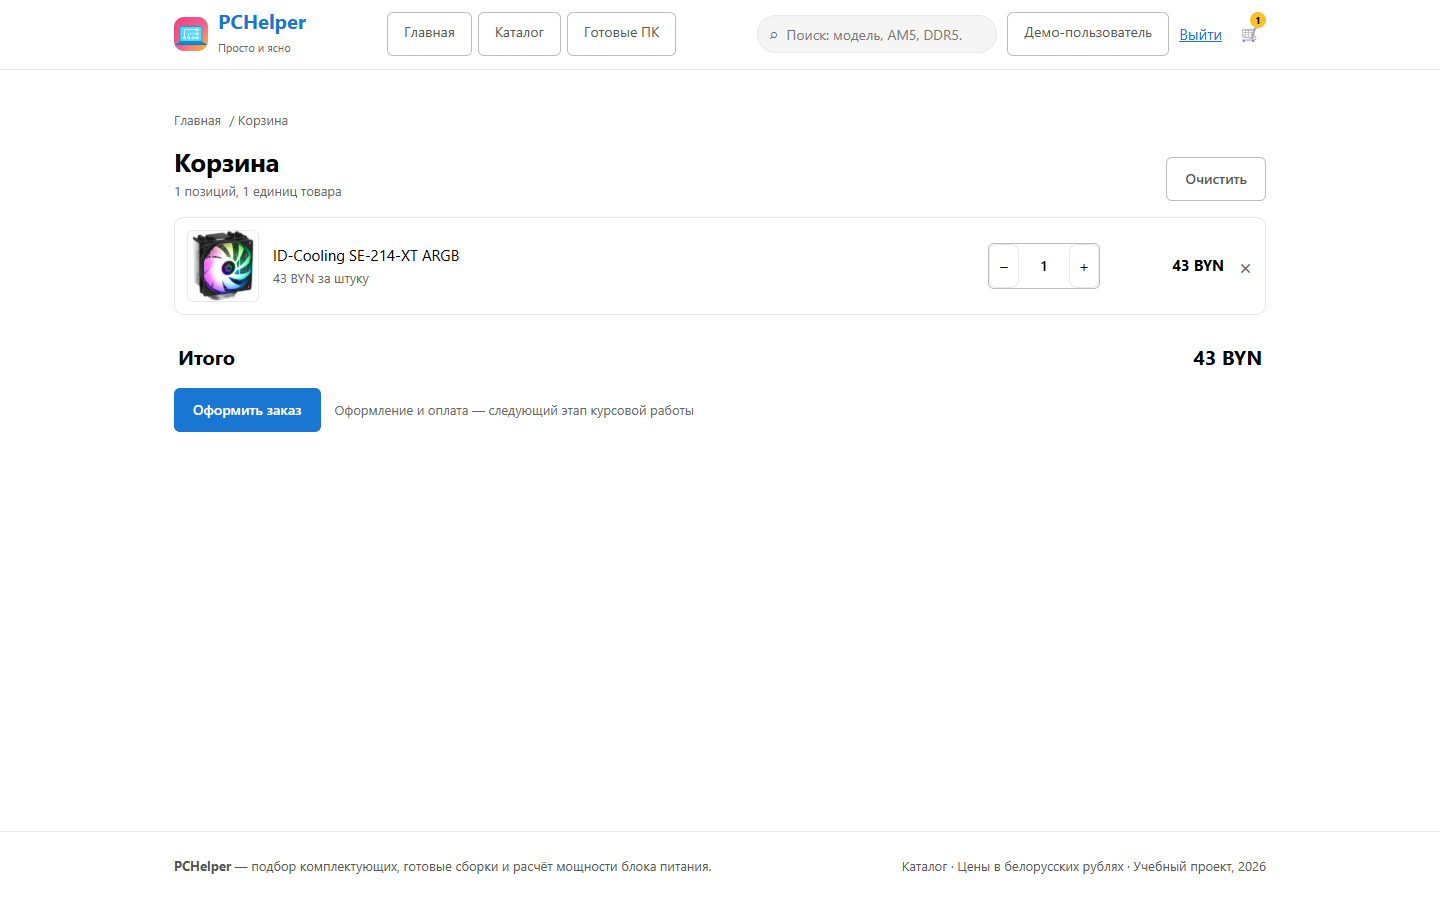 PCHelper
Просто и ясно
Главная
Каталог
Готовые ПК
Поиск: модель, AM5, DDR5.
Демо-пользователь
Выйти
1
Главная / Корзина
Корзина
1 позиций, 1 единиц товара
Очистить
ID-Cooling SE-214-XT ARGB
43 BYN за штуку
− 1 +
43 BYN ×
Итого
43 BYN
Оформить заказ
Оформление и оплата — следующий этап курсовой работы
PCHelper — подбор комплектующих, готовые сборки и расчёт мощности блока питания.
Каталог · Цены в белорусских рублях · Учебный проект, 2026